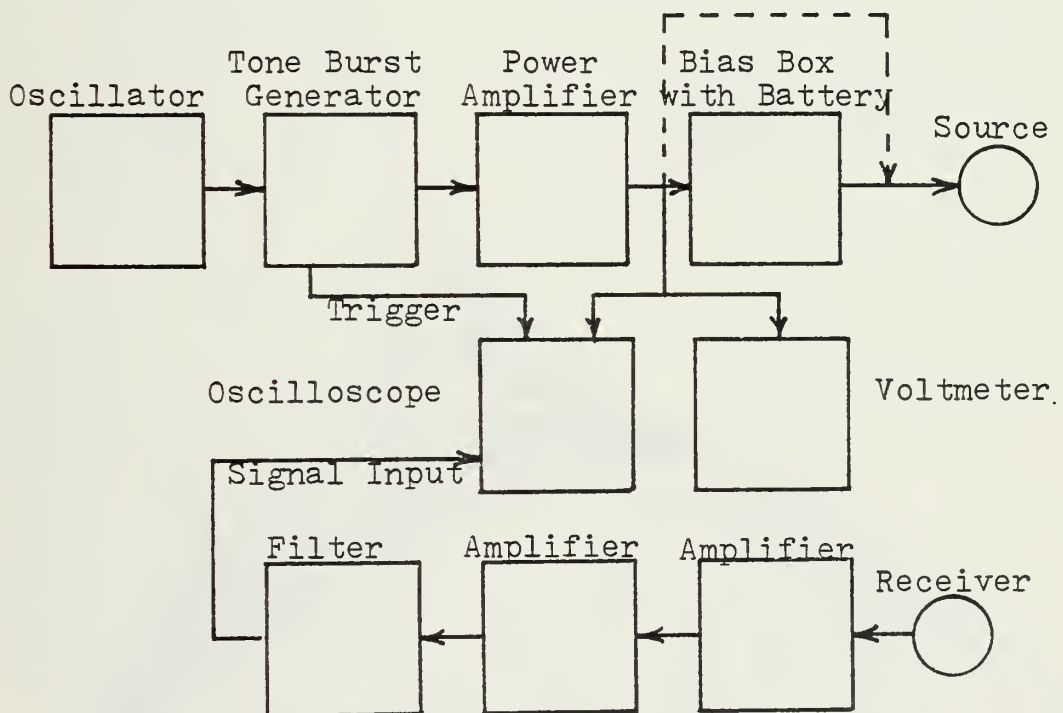 Oscillator
Tone Burst
Generator
Power
Amplifier
Bias Box
with Battery
Source
Trigger
Oscilloscope
Voltmeter.
Signal Input
Filter
Amplifier
Amplifier
Receiver